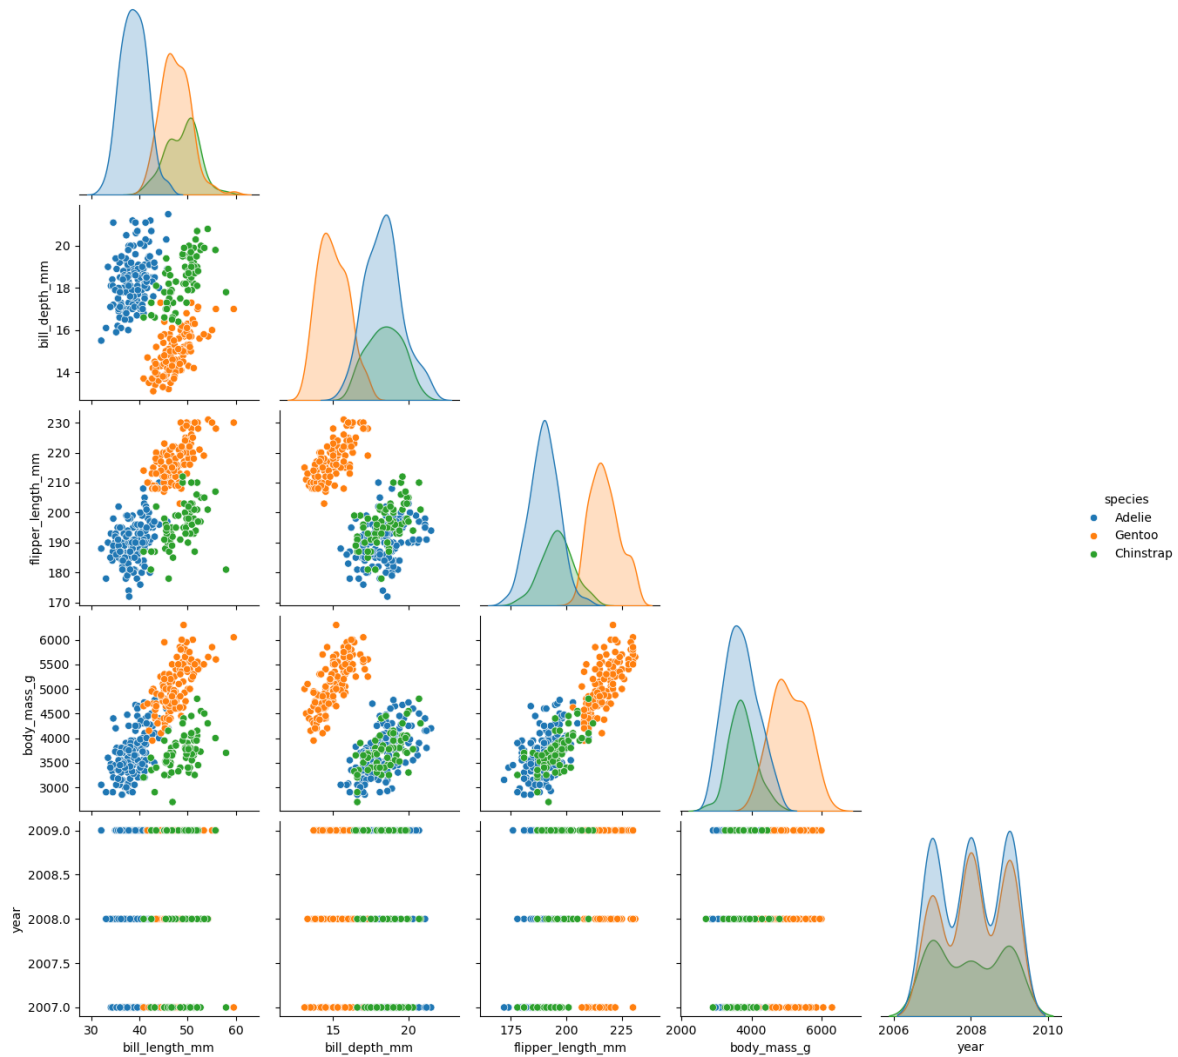 20
18
16
14
bill_depth_mm
230
220
210
200
190
180
170
flipper_length_mm
species
Adelie
Gentoo
Chinstrap
6000
5500
5000
4500
4000
3500
3000
body_mass_g
2009.0
2008.5
2008.0
2007.5
2007.0
year
30 40 50 60
bill_length_mm
15 20
bill_depth_mm
175 200 225
flipper_length_mm
2000 4000 6000
body_mass_g
2006 2008 2010
year